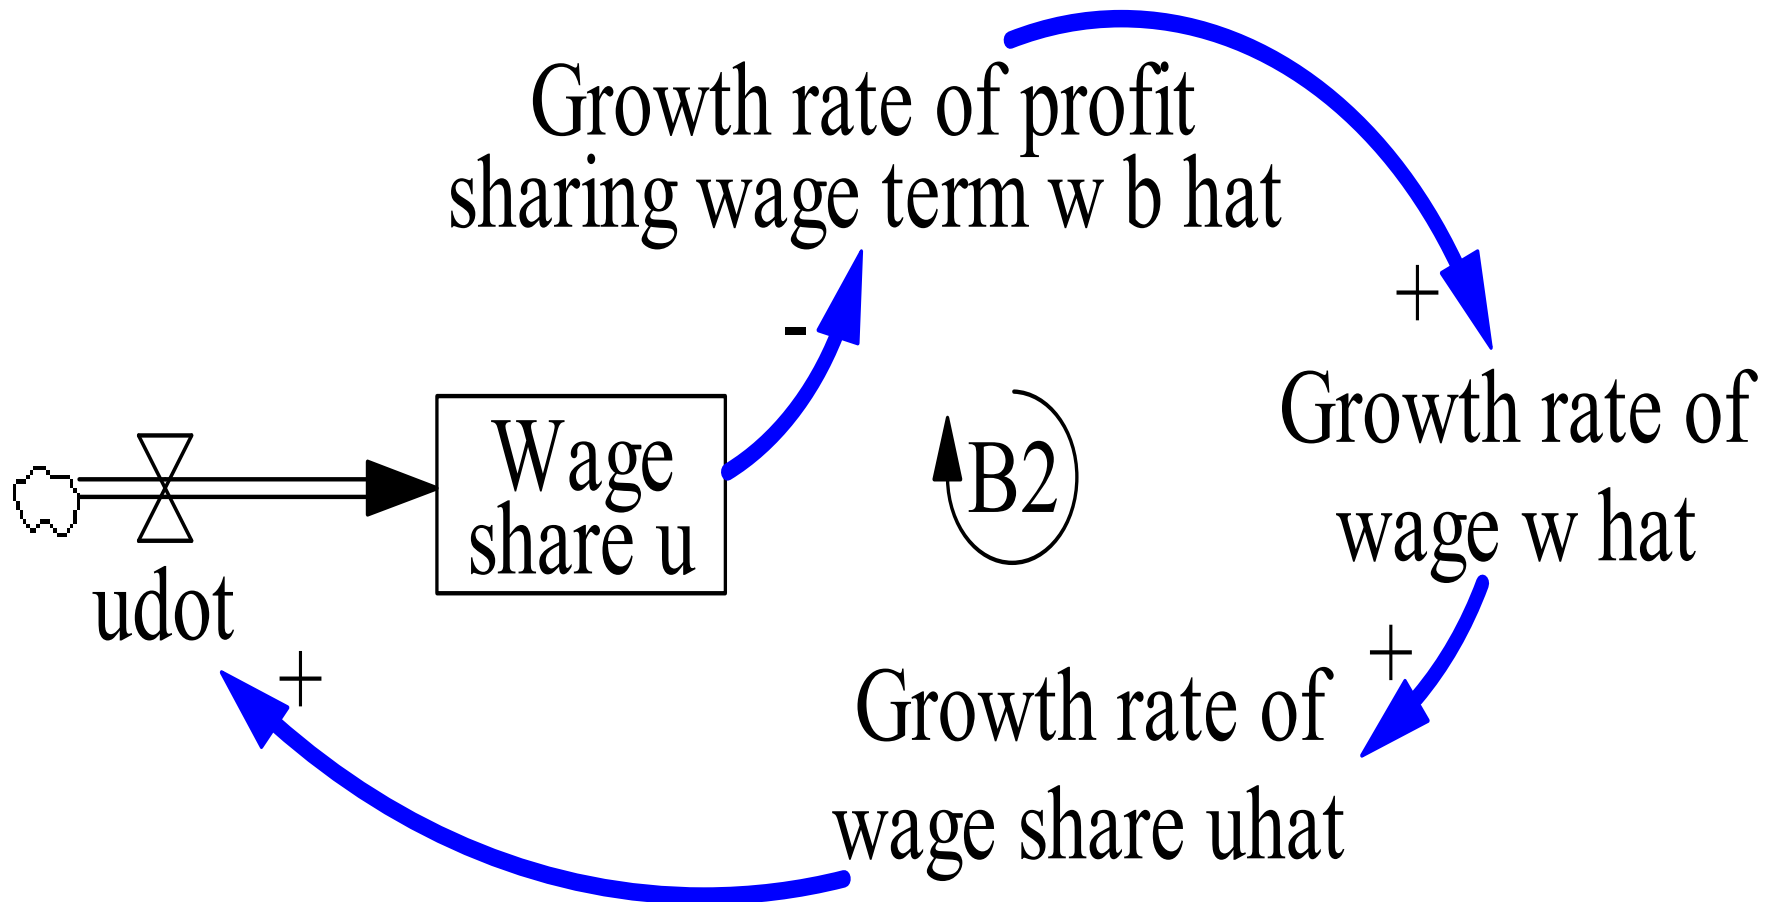 Growth rate of profit
sharing wage term w b hat
+
-
Growth rate of
wage w hat
Wage
share u
B2
udot
+
+
Growth rate of
wage share uhat